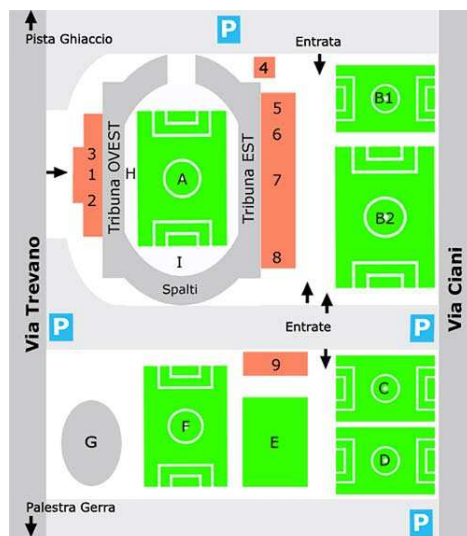 Pista Ghiaccio
P
Entrata
4
B1
5
6
3
1
2
H
A
7
Tribuna OVEST
Tribuna EST
B2
I
8
Spalti
Via Trevano
Via Ciani
P
Entrate
P
9
C
F
E
G
D
Palestra Gerra
P